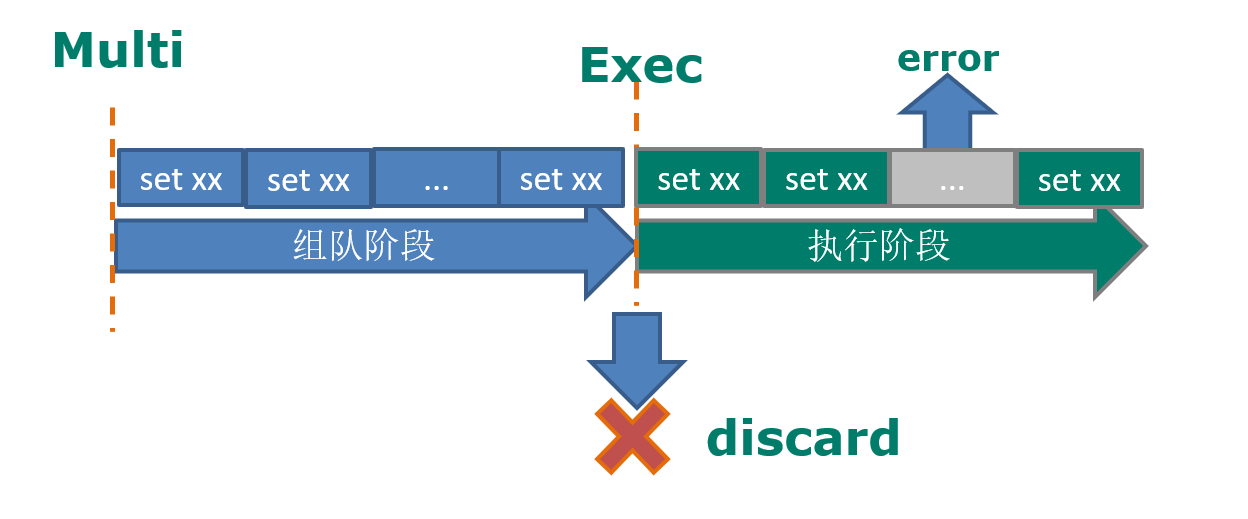 Multi
Exec
error
set xx
set xx
...
set xx
set xx
set xx
...
set xx
组队阶段
执行阶段
discard